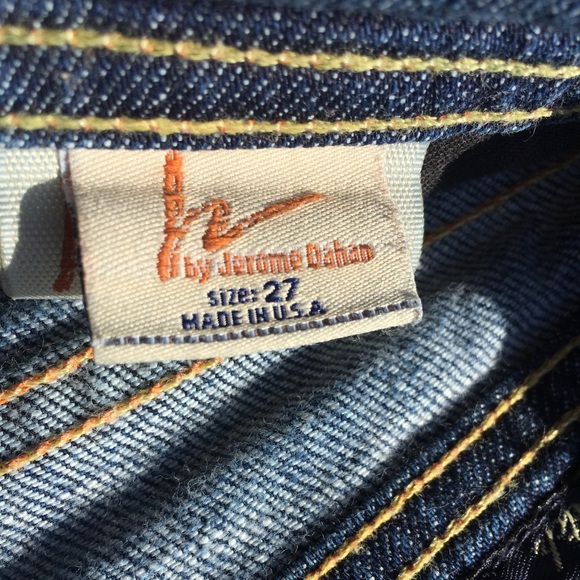 h
by Jerome Dahan
size: 27
MADE IN U.S.A